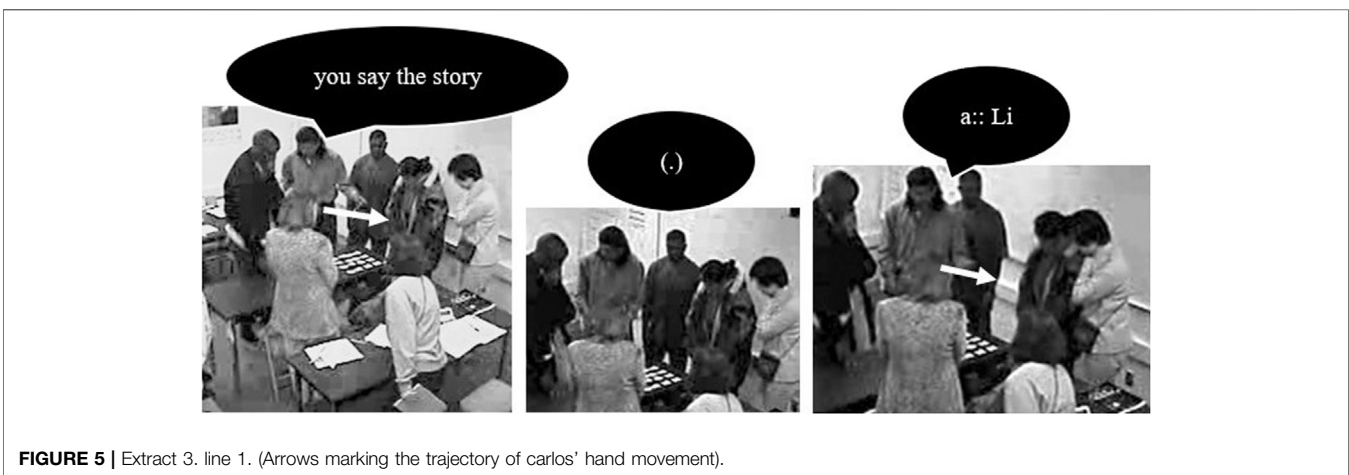 you say the story
(.)
a:: Li
FIGURE 5 | Extract 3. line 1. (Arrows marking the trajectory of carlos' hand movement).